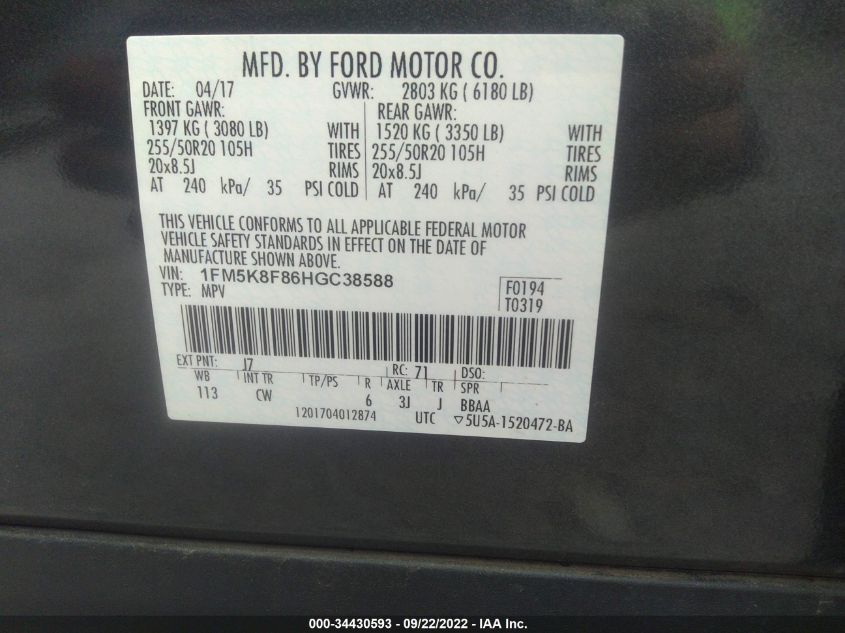 MFD. BY FORD MOTOR CO.
DATE: 04/17 GVWR: 2803 KG ( 6180 LB)
FRONT GAWR: REAR GAWR:
1397 KG ( 3080 LB) WITH 1520 KG ( 3350 LB) WITH
255/50R20 105H TIRES 255/50R20 105H TIRES
20x8.5J RIMS 20x8.5J RIMS
AT 240 kPa/ 35 PSI COLD AT 240 kPa/ 35 PSI COLD
THIS VEHICLE CONFORMS TO ALL APPLICABLE FEDERAL MOTOR
VEHICLE SAFETY STANDARDS IN EFFECT ON THE DATE OF
MANUFACTURE SHOWN ABOVE.
VIN: 1FM5K8F86HGC38588
TYPE: MPV
F0194
T0319
EXT PNT: J7 RC: 71 DSO:
WB INT TR TP/PS R AXLE TR SPR
113 CW 6 3J J BBAA
1201704012874 UTC ▽5U5A-1520472-BA
000-34430593 - 09/22/2022 - IAA Inc.